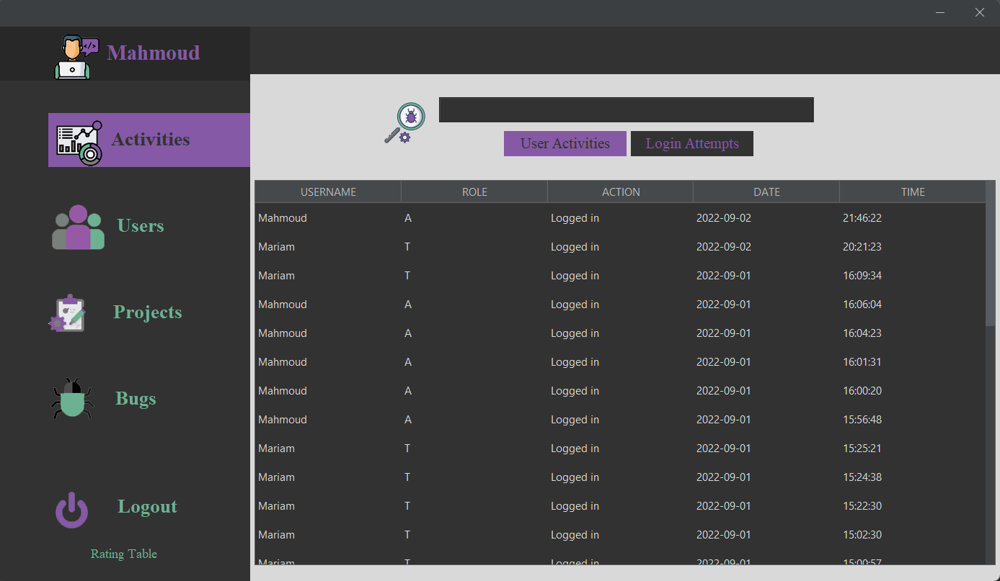 Mahmoud
Activities
Users
Projects
Bugs
Logout
Rating Table
User Activities Login Attempts
USERNAME ROLE ACTION DATE TIME
Mahmoud A Logged in 2022-09-02 21:46:22
Mariam T Logged in 2022-09-02 20:21:23
Mariam T Logged in 2022-09-01 16:09:34
Mahmoud A Logged in 2022-09-01 16:06:04
Mahmoud A Logged in 2022-09-01 16:04:23
Mahmoud A Logged in 2022-09-01 16:01:31
Mahmoud A Logged in 2022-09-01 16:00:20
Mahmoud A Logged in 2022-09-01 15:56:48
Mariam T Logged in 2022-09-01 15:25:21
Mariam T Logged in 2022-09-01 15:24:38
Mariam T Logged in 2022-09-01 15:22:30
Mariam T Logged in 2022-09-01 15:02:30
Mariam T Logged in 2022-09-01 15:00:57